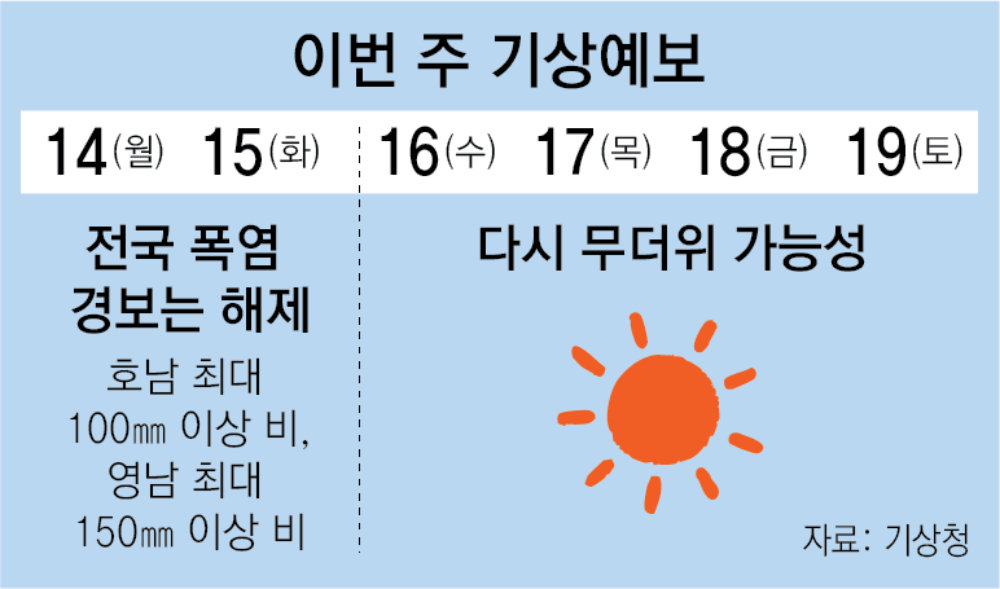 이번 주 기상예보
14(월) 15(화) 16(수) 17(목) 18(금) 19(토)
전국 폭염
경보는 해제
호남 최대
100㎜ 이상 비,
영남 최대
150㎜ 이상 비
다시 무더위 가능성
자료: 기상청